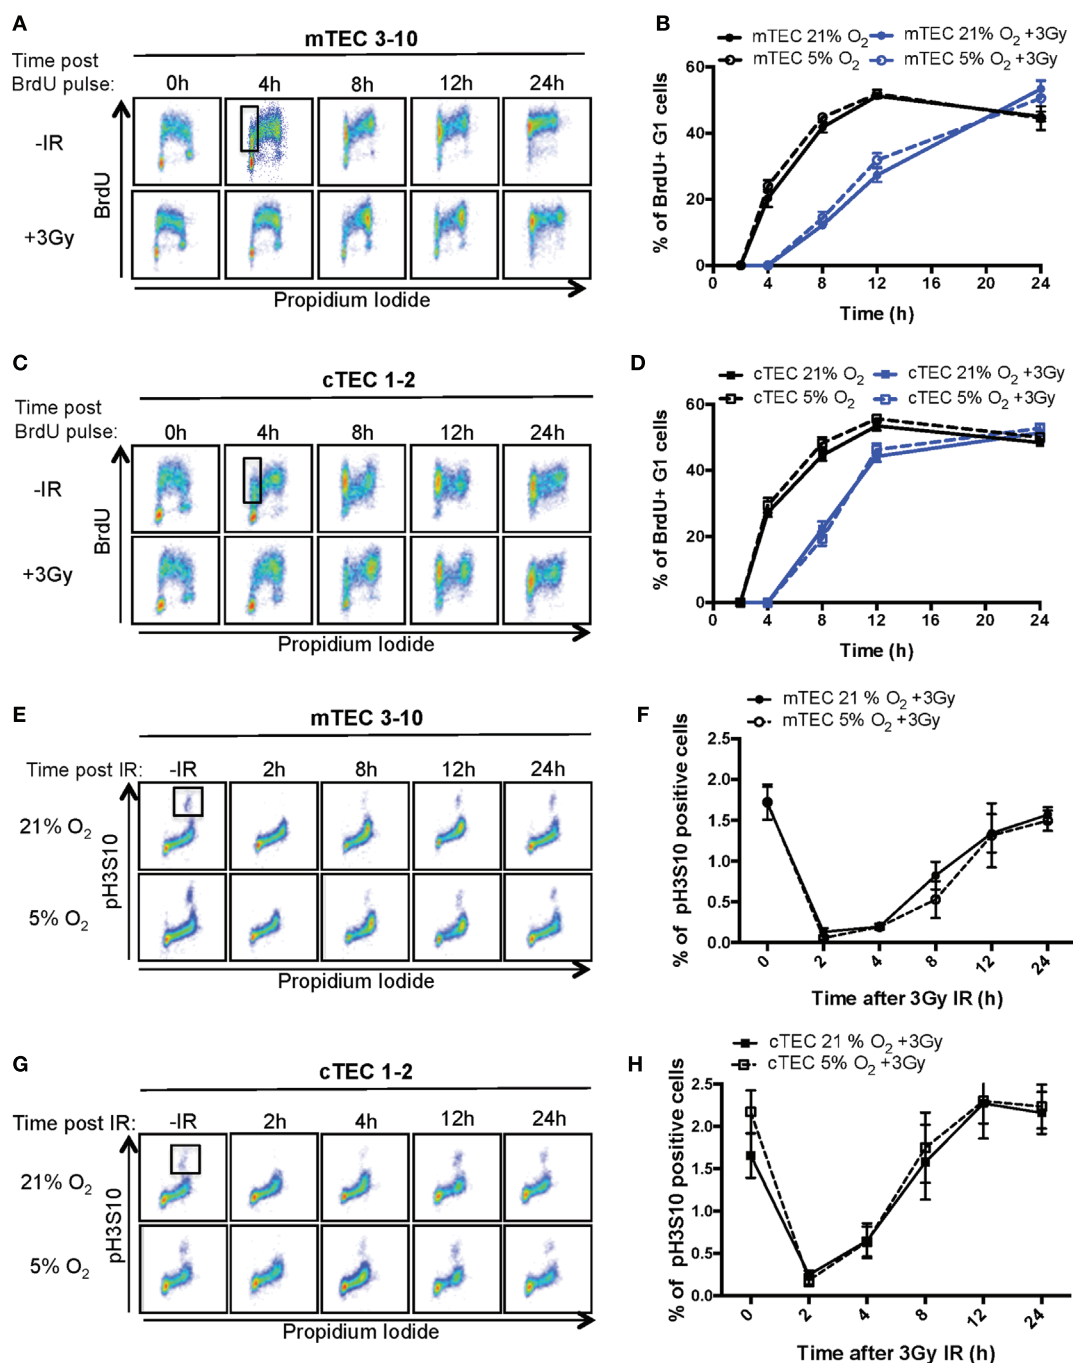 A
mTEC 3-10
Time post
BrdU pulse:
0h 4h 8h 12h 24h
-IR
+3Gy
BrdU
Propidium Iodide
B
mTEC 21% O2
mTEC 21% O2 +3Gy
mTEC 5% O2
mTEC 5% O2 +3Gy
% of BrdU+ G1 cells
60
40
20
0
0 4 8 12 16 20 24
Time (h)
C
cTEC 1-2
Time post
BrdU pulse:
0h 4h 8h 12h 24h
-IR
+3Gy
BrdU
Propidium Iodide
D
cTEC 21% O2
cTEC 21% O2 +3Gy
cTEC 5% O2
cTEC 5% O2 +3Gy
% of BrdU+ G1 cells
60
40
20
0
0 4 8 12 16 20 24
Time (h)
E
mTEC 3-10
Time post IR: -IR 2h 8h 12h 24h
21% O2
5% O2
pH3S10
Propidium Iodide
F
mTEC 21 % O2 +3Gy
mTEC 5% O2 +3Gy
% of pH3S10 positive cells
2.5
2.0
1.5
1.0
0.5
0.0
0 2 4 8 12 24
Time after 3Gy IR (h)
G
cTEC 1-2
Time post IR: -IR 2h 4h 12h 24h
21% O2
5% O2
pH3S10
Propidium Iodide
H
cTEC 21 % O2 +3Gy
cTEC 5% O2 +3Gy
% of pH3S10 positive cells
2.5
2.0
1.5
1.0
0.5
0.0
0 2 4 8 12 24
Time after 3Gy IR (h)